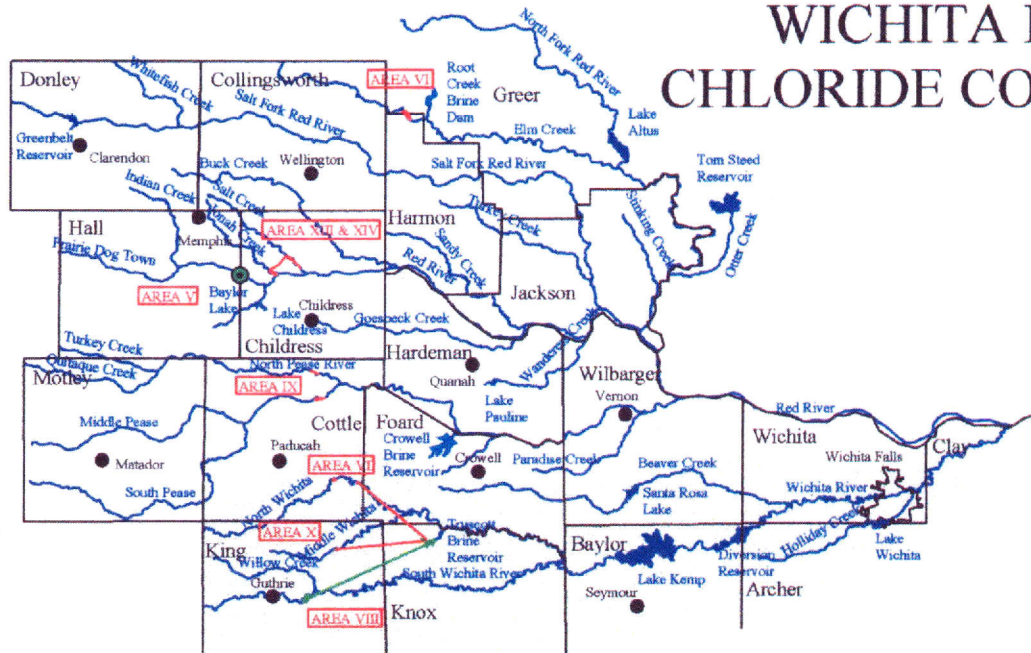 WICHITA
CHLORIDE CO
North Fork Red River
Donley
Whitefish Creek
Collingsworth
AREA VI
Root
Creek
Brine
Dam
Greer
Salt Fork Red River
Elm Creek
Lake
Altus
Greenbelt
Reservoir
Clarendon
Buck Creek
Wellington
Salt Fork Red River
Tom Steed
Reservoir
Indian Creek
Salt Creek
Jonah Creek
Harmon
Turkey Creek
Stinking Creek
Hall
Memphis
AREA XIII & XIV
Sandy Creek
Otter Creek
Prairie Dog Town
Red River
AREA V
Baylor
Lake
Jackson
Lake
Childress
Childress
Goesbeck Creek
Wanderers Creek
Turkey Creek
Childress
Hardeman
Quitaque Creek
North Pease River
Motley
AREA IX
Quanah
Wilbarger
Lake
Pauline
Vernon
Middle Pease
Cottle
Foard
Red River
Crowell
Brine
Reservoir
Wichita
Clay
Matador
Paducah
Crowell
Paradise Creek
Wichita Falls
AREA VI
Beaver Creek
South Pease
North Wichita
Santa Rosa
Lake
Wichita River
AREA X
Middle Wichita
Truscott
Brine
Reservoir
Holliday Creek
King
Baylor
Lake
Wichita
Willow Creek
Diversion
Reservoir
Guthrie
South Wichita River
Lake Kemp
Seymour
Archer
AREA VIII
Knox